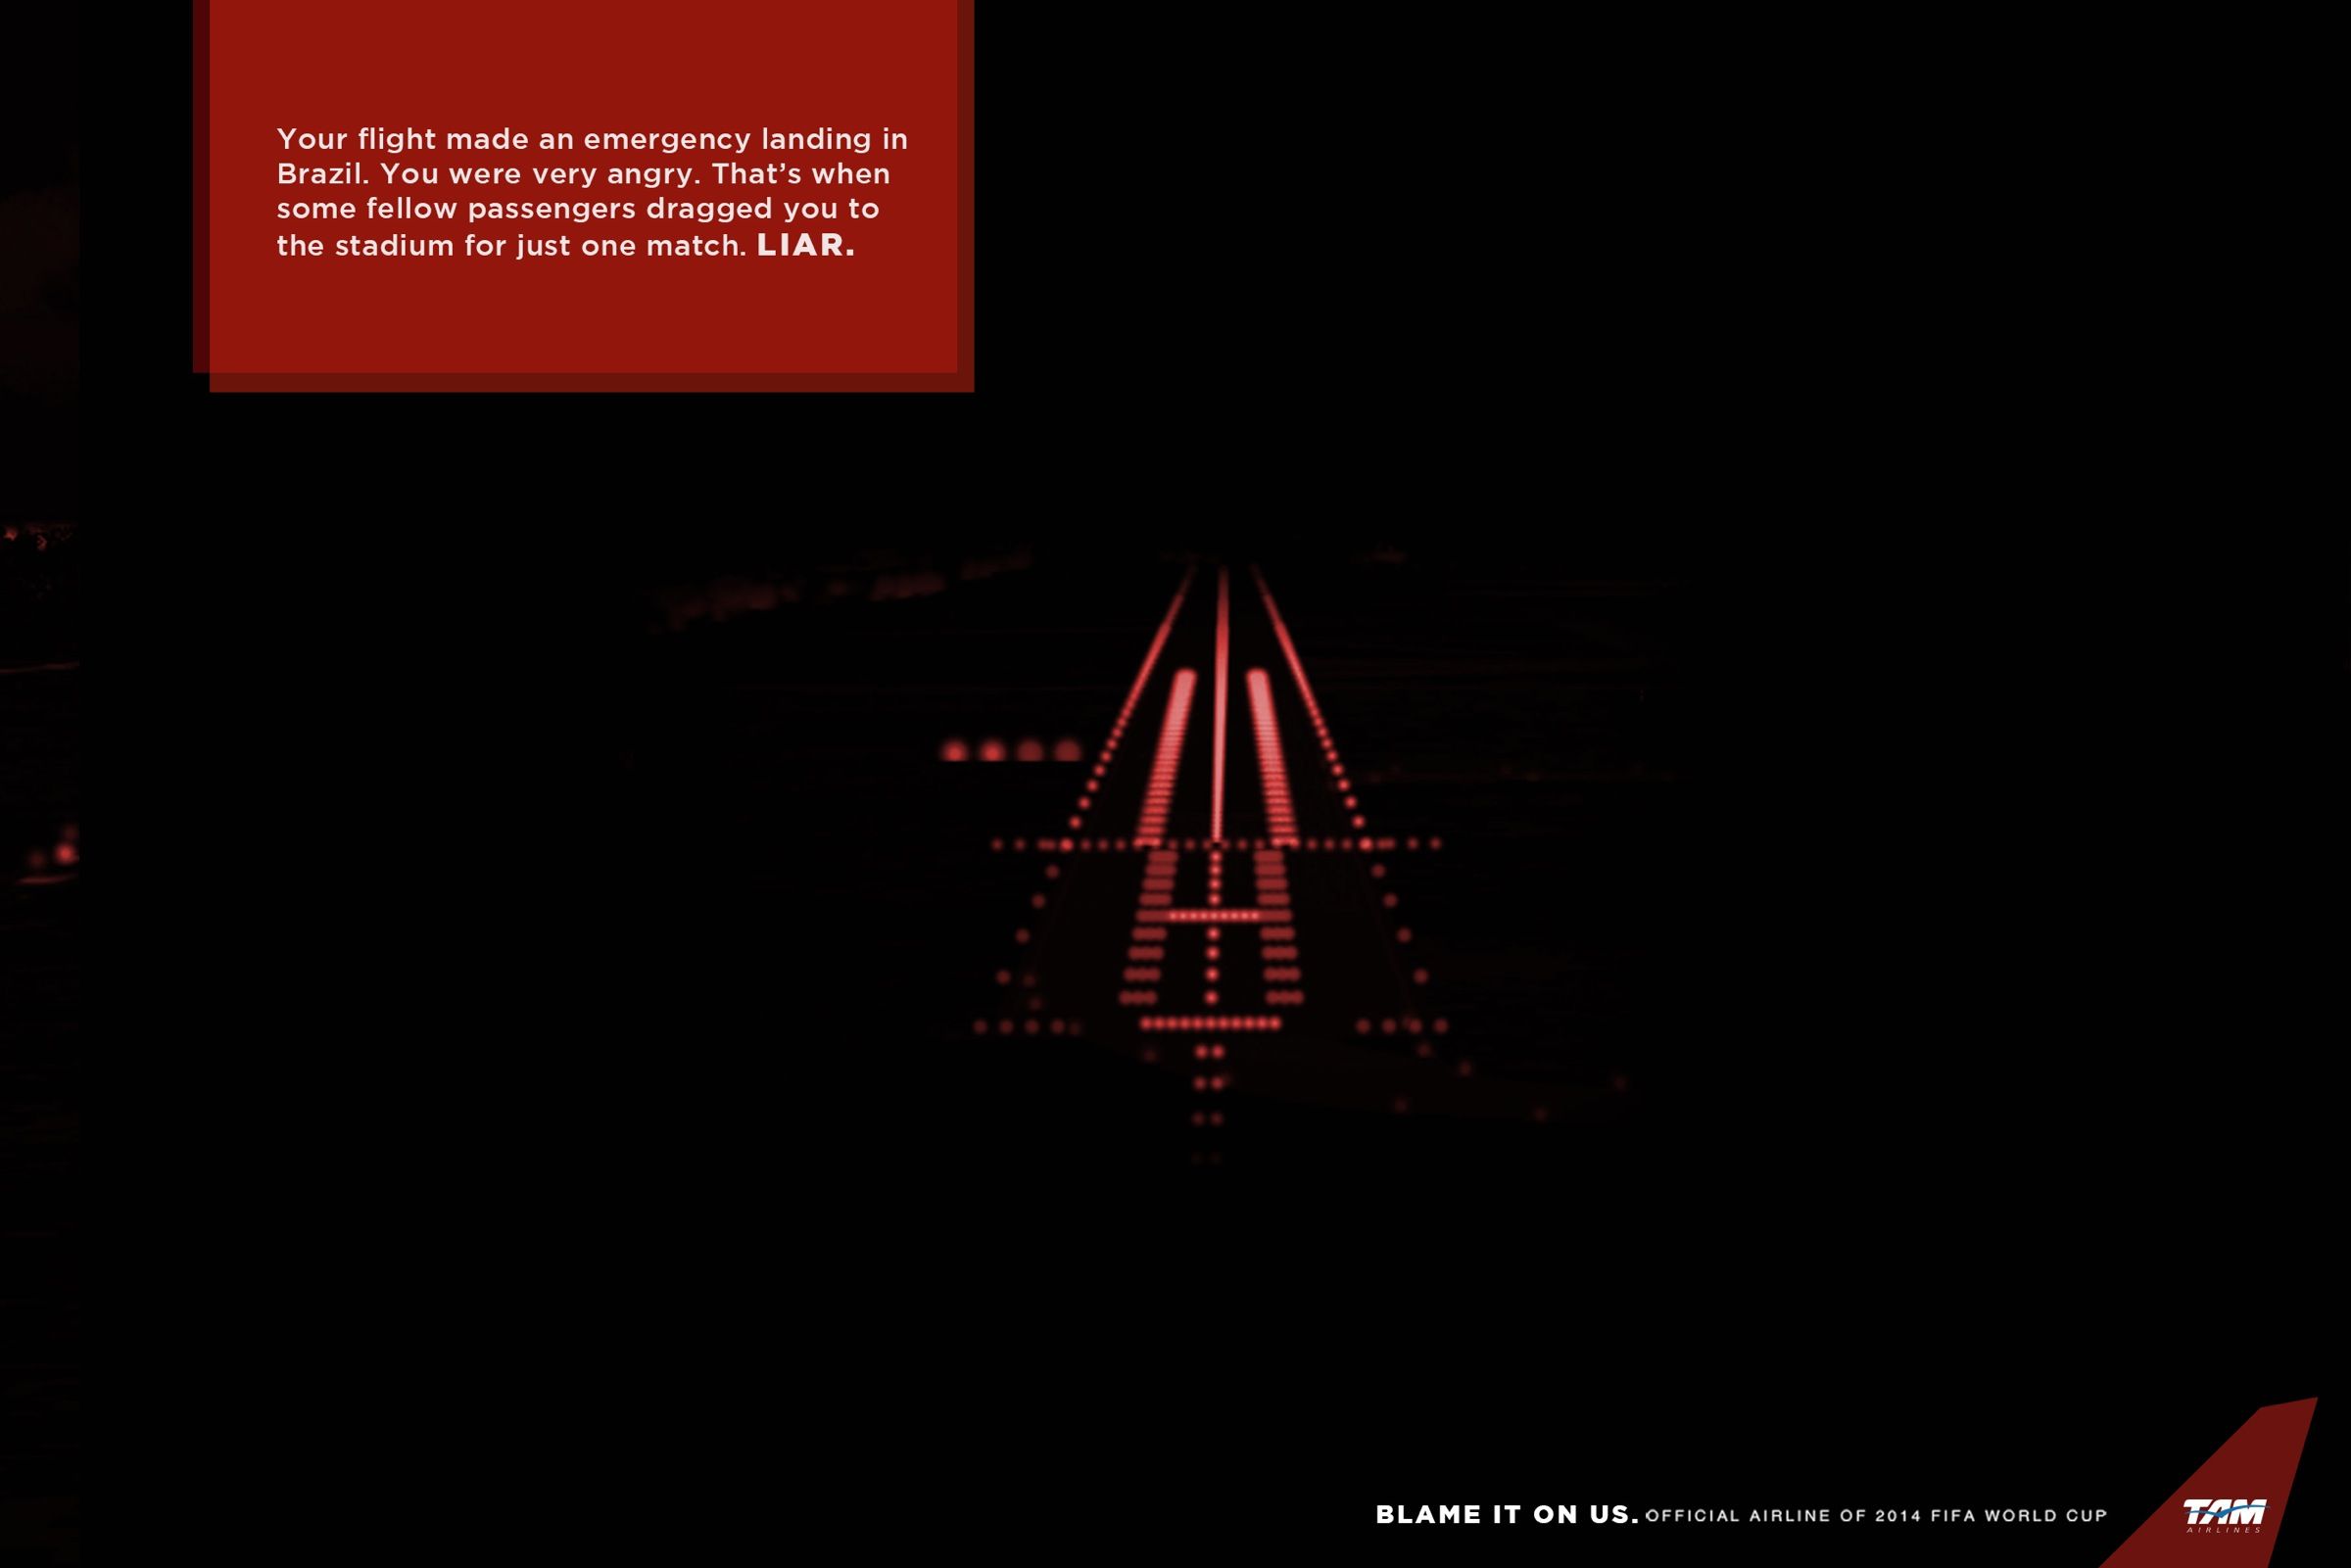 Your flight made an emergency landing in
Brazil. You were very angry. That’s when
some fellow passengers dragged you to
the stadium for just one match. LIAR.
BLAME IT ON US. OFFICIAL AIRLINE OF 2014 FIFA WORLD CUP
TAM
AIRLINES